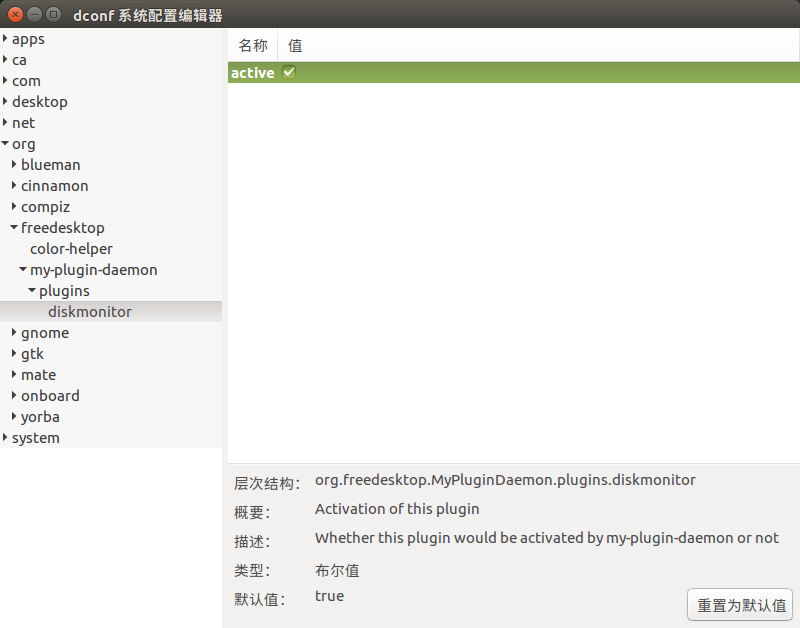 dconf 系统配置编辑器
apps
ca
com
desktop
net
org
blueman
cinnamon
compiz
freedesktop
color-helper
my-plugin-daemon
plugins
diskmonitor
gnome
gtk
mate
onboard
yorba
system
名称 值
active
层次结构： org.freedesktop.MyPluginDaemon.plugins.diskmonitor
概要： Activation of this plugin
描述： Whether this plugin would be activated by my-plugin-daemon or not
类型： 布尔值
默认值： true
重置为默认值